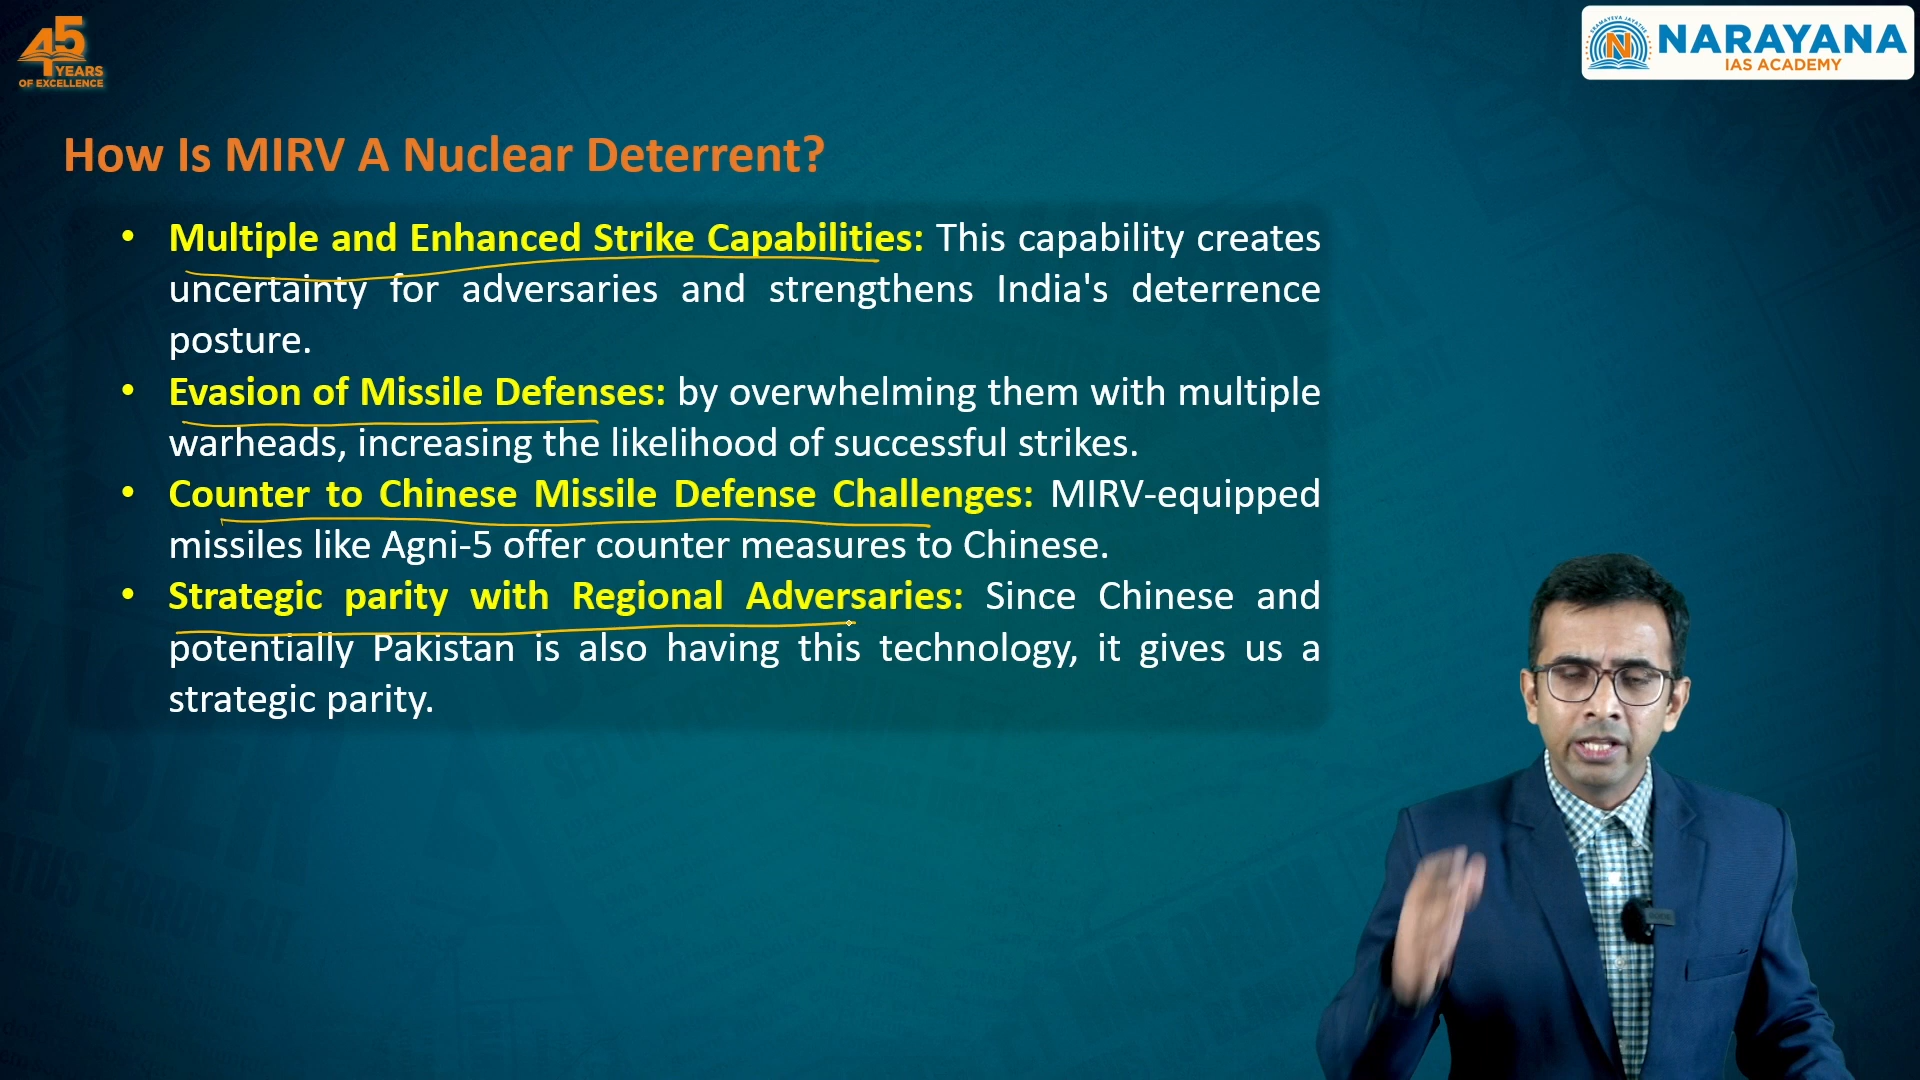 45
YEARS
OF EXCELLENCE
NARAYANA
IAS ACADEMY
How Is MIRV A Nuclear Deterrent?
• Multiple and Enhanced Strike Capabilities: This capability creates
uncertainty for adversaries and strengthens India's deterrence
posture.
• Evasion of Missile Defenses: by overwhelming them with multiple
warheads, increasing the likelihood of successful strikes.
• Counter to Chinese Missile Defense Challenges: MIRV-equipped
missiles like Agni-5 offer counter measures to Chinese.
• Strategic parity with Regional Adversaries: Since Chinese and
potentially Pakistan is also having this technology, it gives us a
strategic parity.